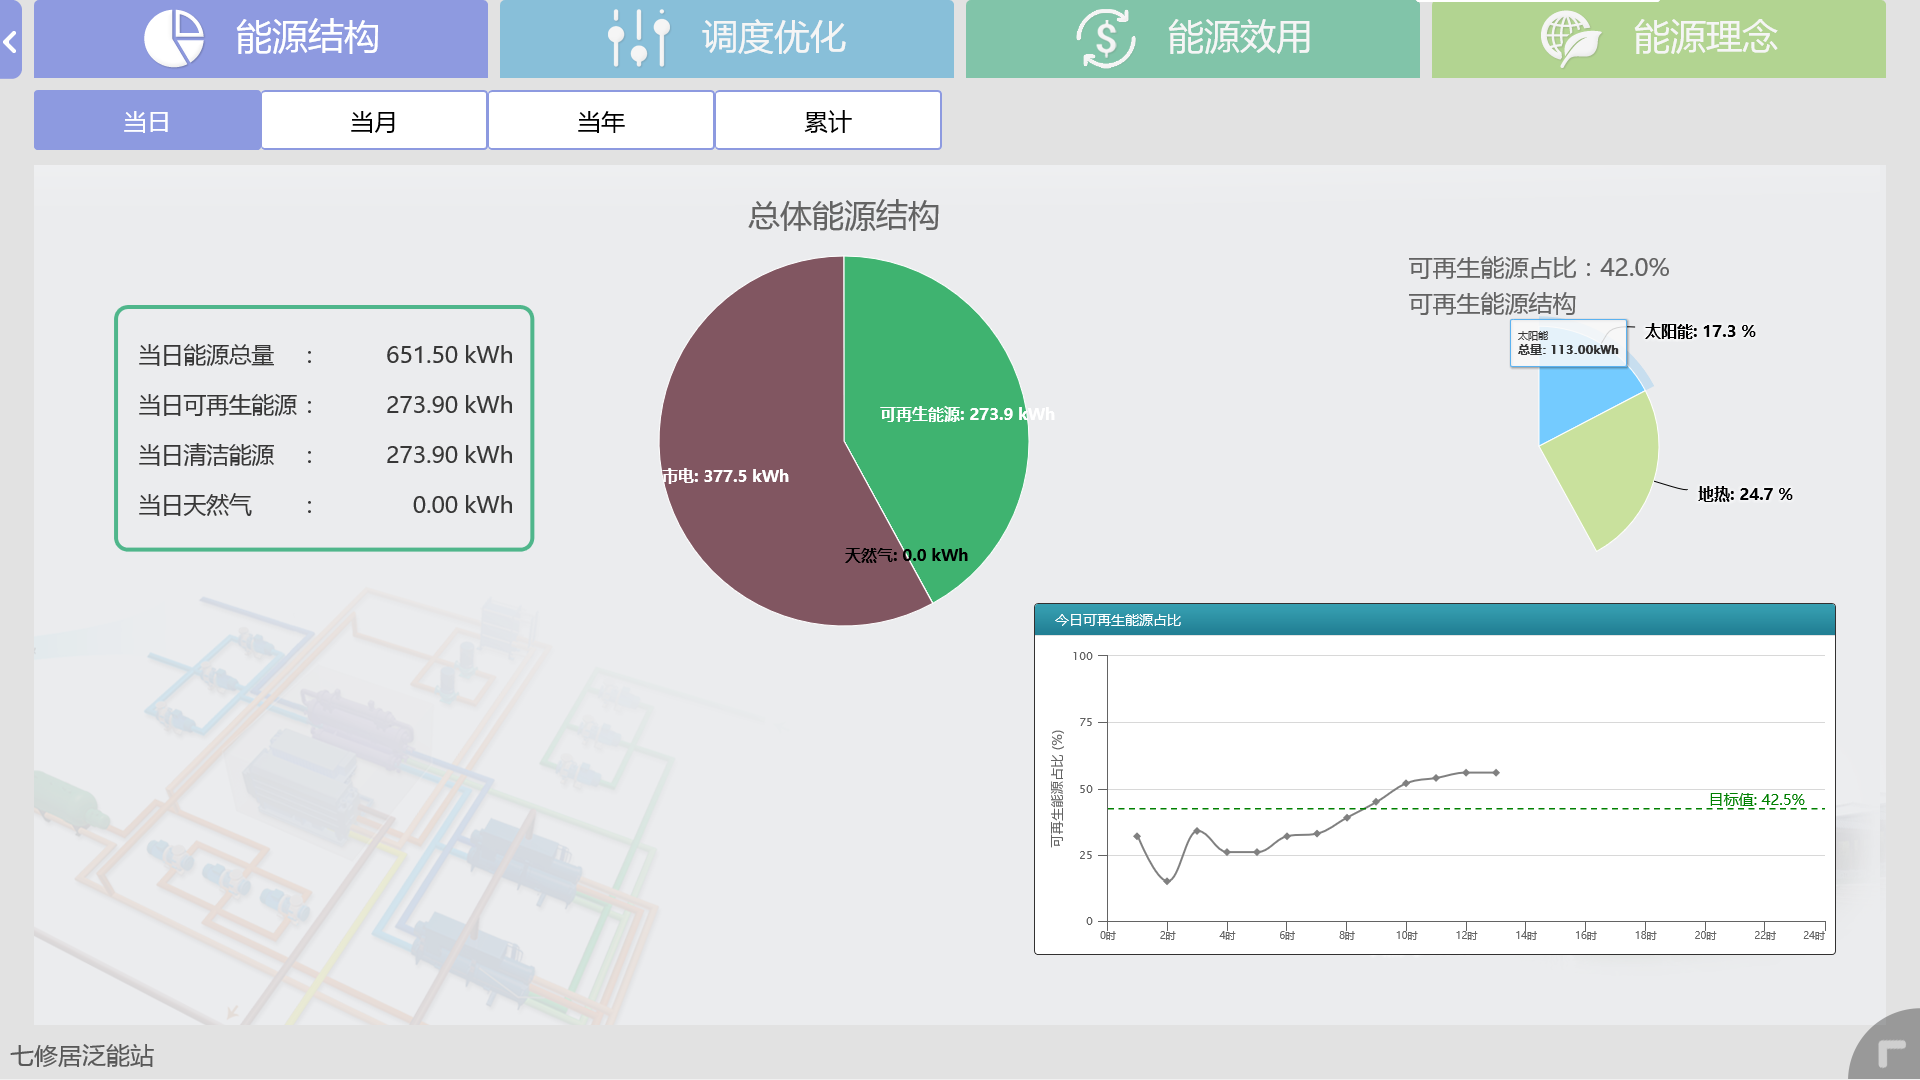 能源结构
调度优化
能源效用
能源理念
当日
当月
当年
累计
总体能源结构
可再生能源占比：42.0%
可再生能源结构
太阳能
总量: 113.00kWh
太阳能: 17.3 %
地热: 24.7 %
当日能源总量 : 651.50 kWh
当日可再生能源 : 273.90 kWh
当日清洁能源 : 273.90 kWh
当日天然气 : 0.00 kWh
可再生能源: 273.9 kWh
市电: 377.5 kWh
天然气: 0.0 kWh
今日可再生能源占比
可再生能源占比 (%)
100
75
50
25
0
目标值: 42.5%
0时 2时 4时 6时 8时 10时 12时 14时 16时 18时 20时 22时 24时
七修居泛能站